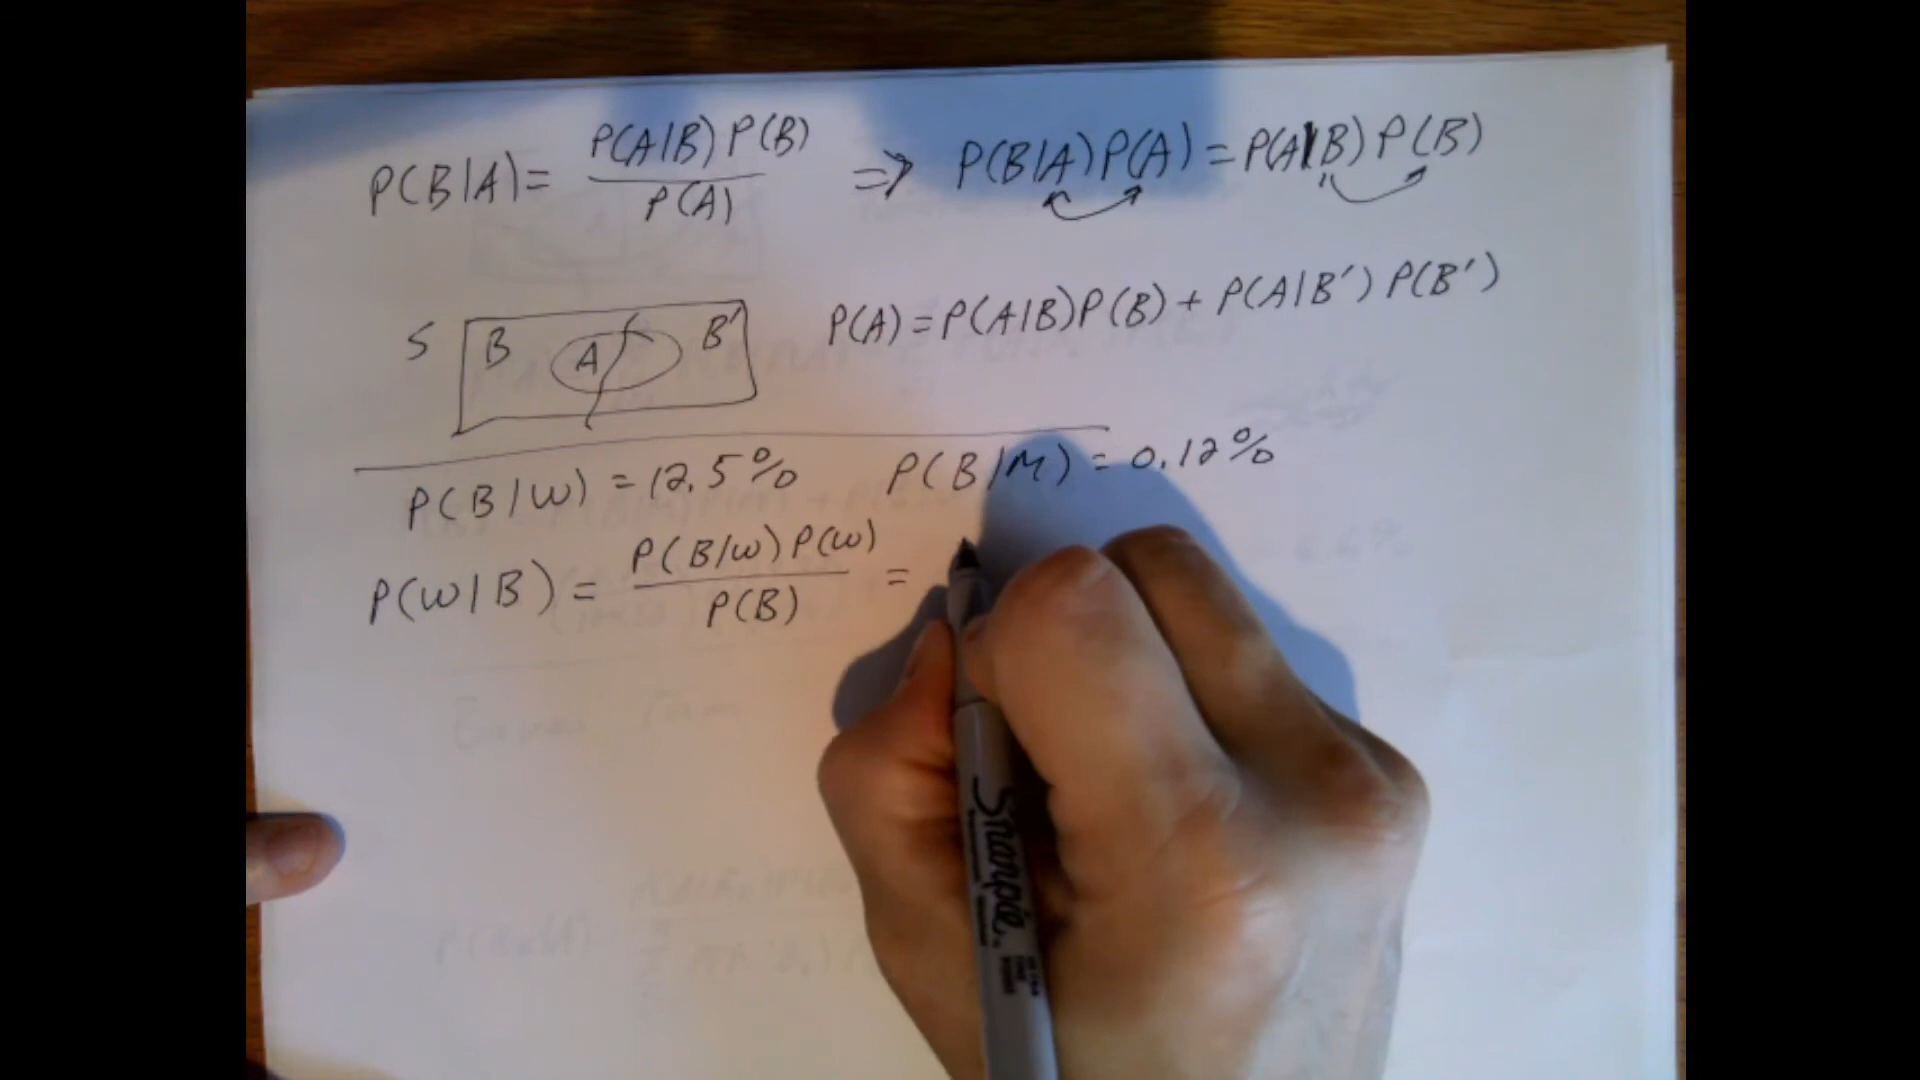 P(B|A) = P(A|B) P(B) / P(A) => P(B|A) P(A) = P(A|B) P(B)
S B A B' P(A) = P(A|B) P(B) + P(A|B') P(B')
P(B|W) = 12.5% P(B|M) = 0.12%
P(W|B) = P(B|W) P(W) / P(B) =
Sharpie